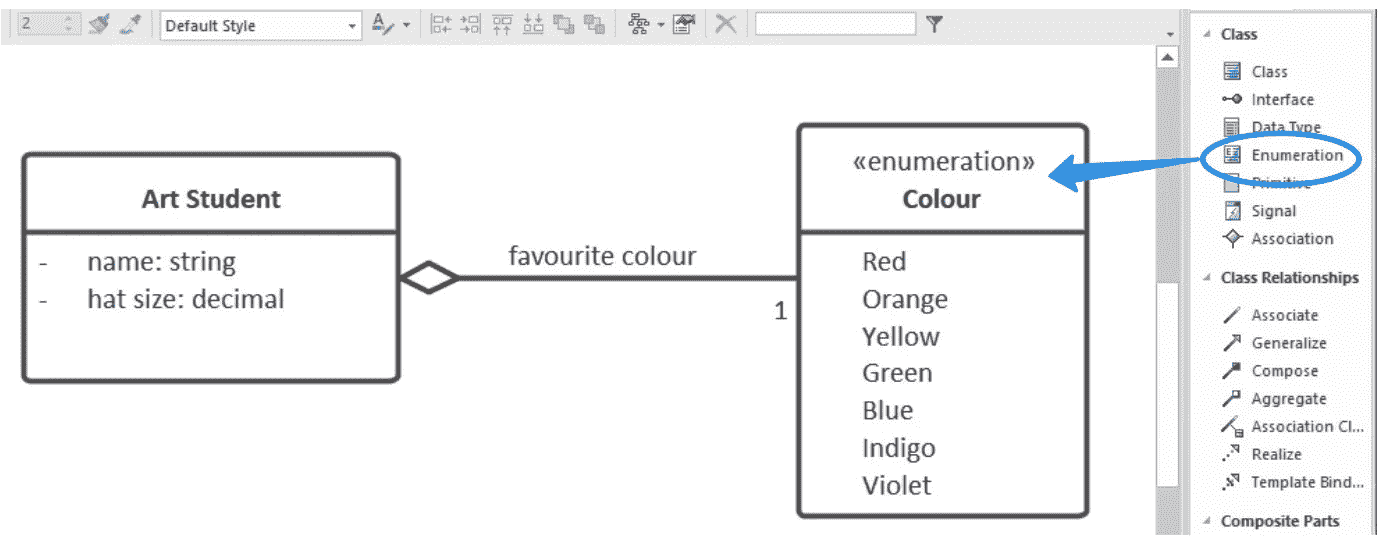 2
Default Style
Art Student
- name: string
- hat size: decimal
favourite colour
1
«enumeration»
Colour
Red
Orange
Yellow
Green
Blue
Indigo
Violet
Class
Class
Interface
Data Type
Enumeration
Primitive
Signal
Association
Class Relationships
Associate
Generalize
Compose
Aggregate
Association Cl...
Realize
Template Bind...
Composite Parts